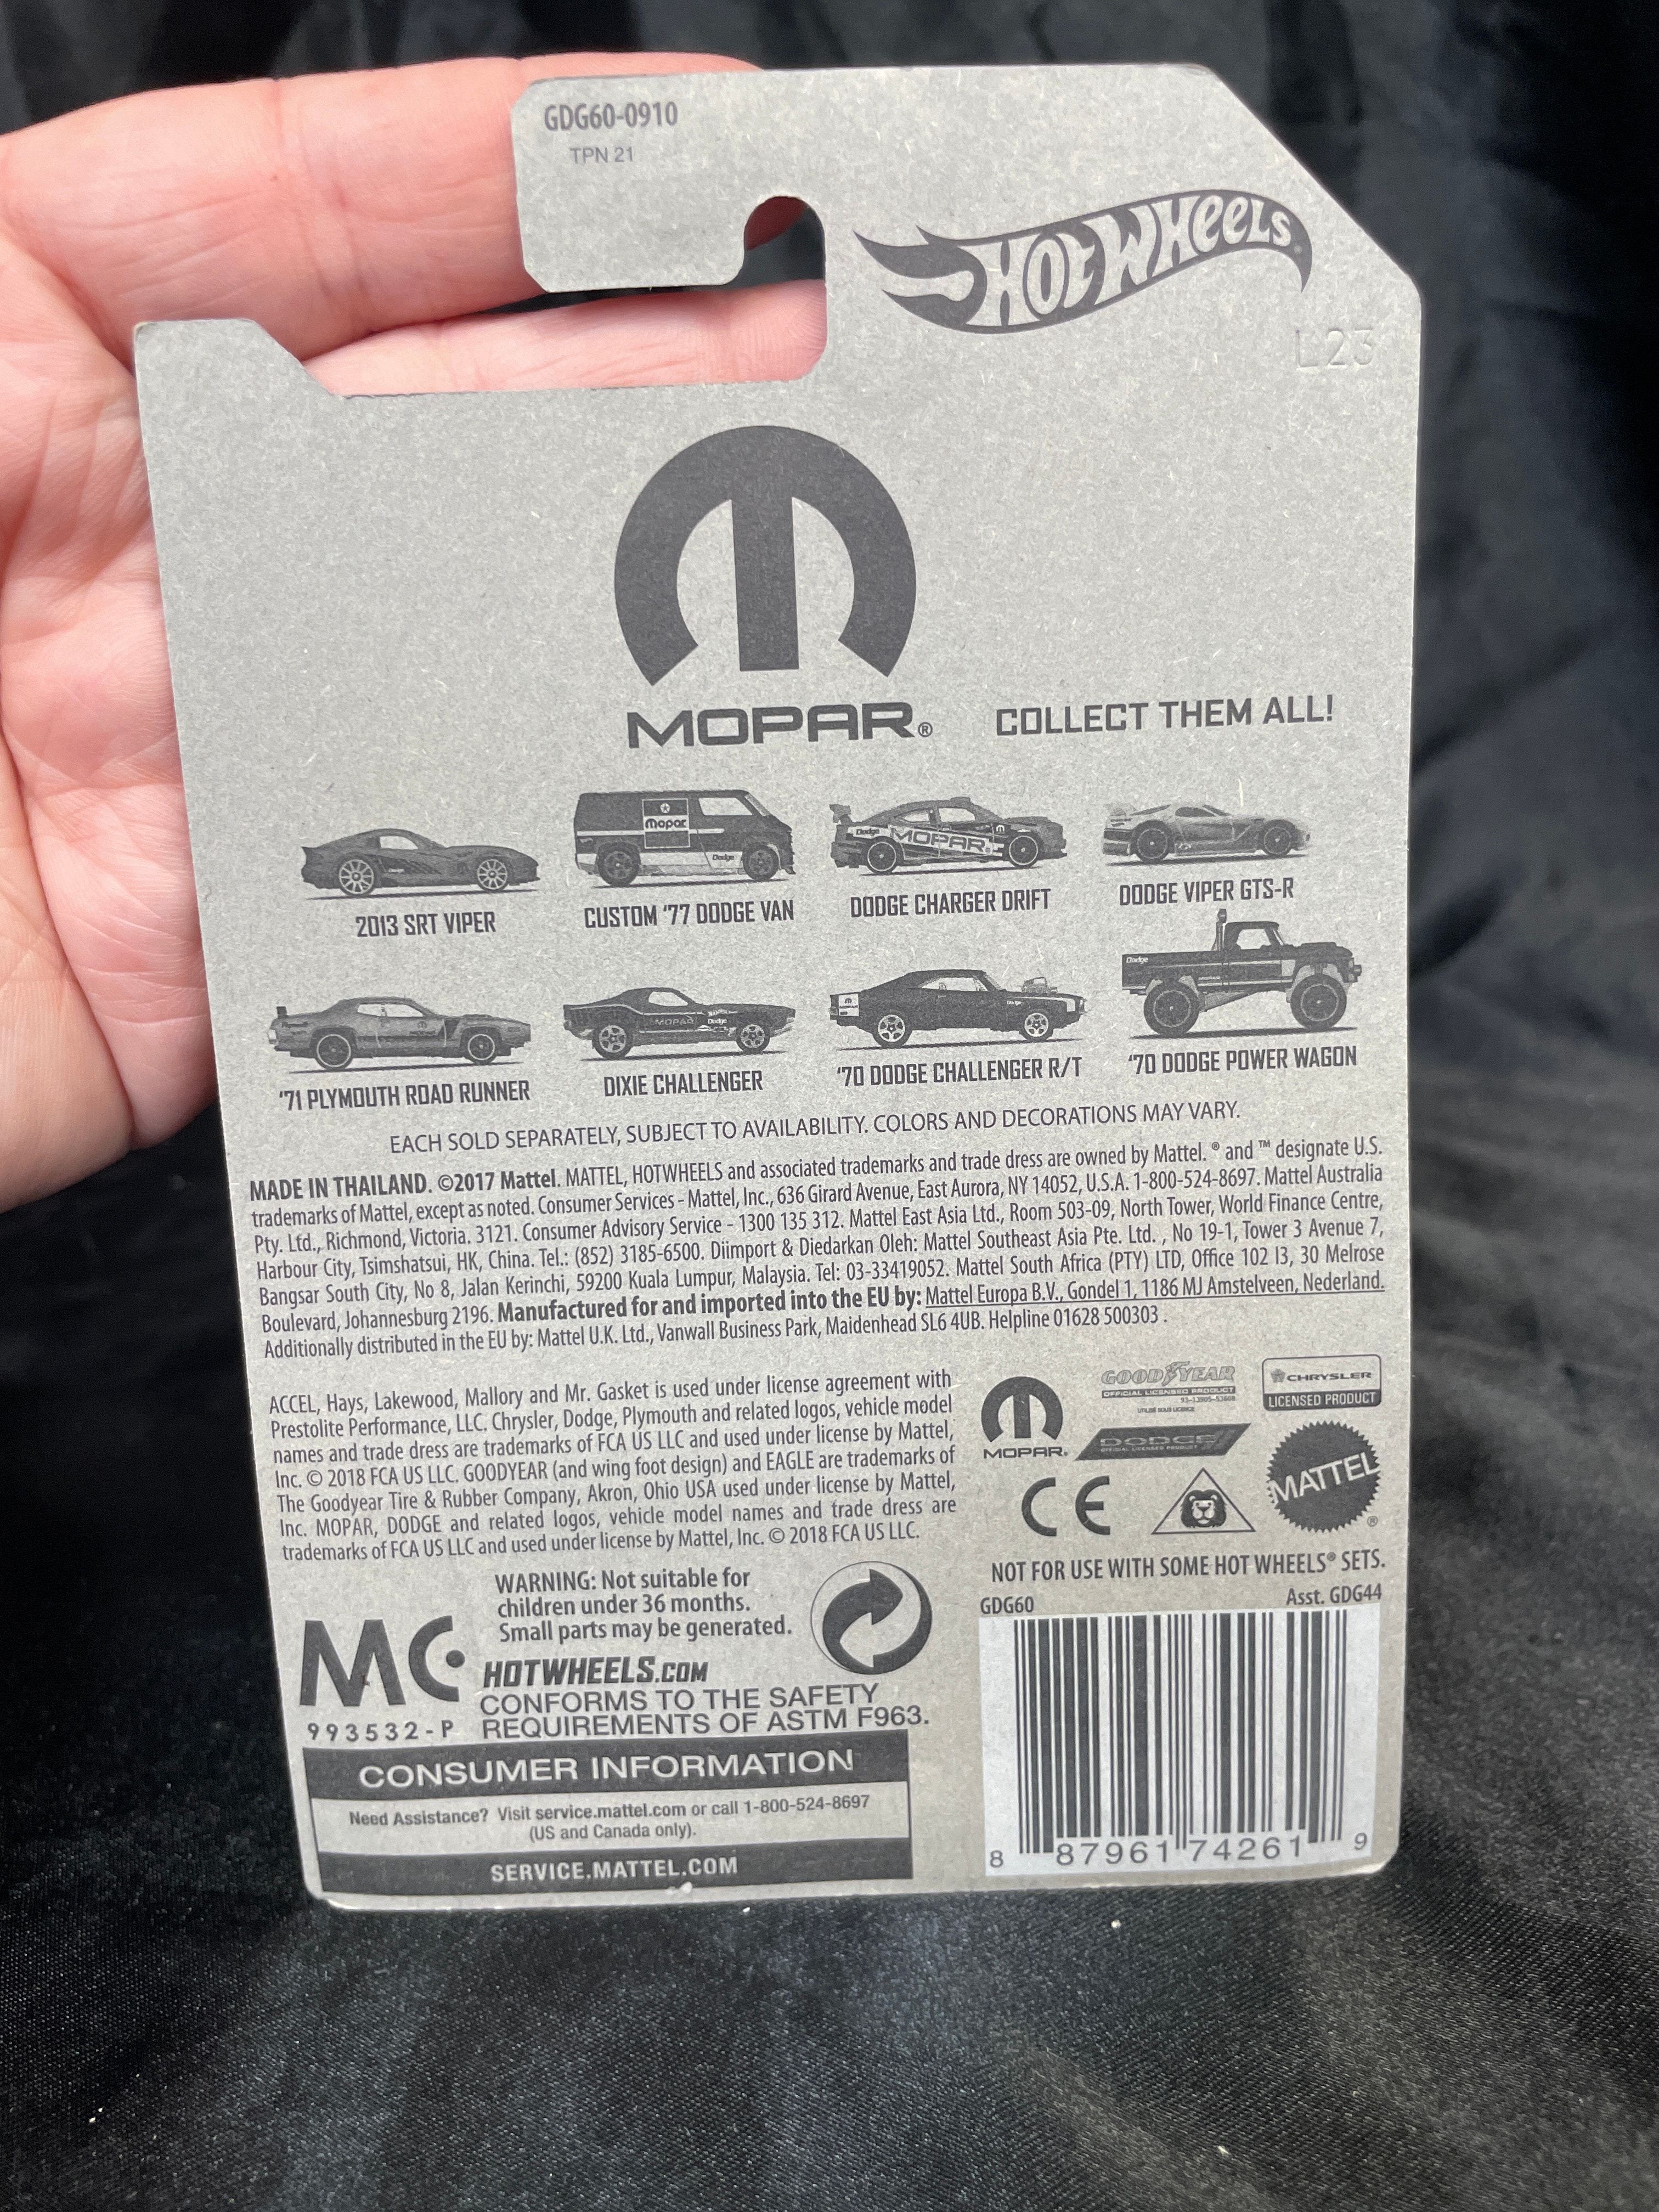 GDG60-0910
TPN 21
HOT WHEELS
L23
MOPAR®
COLLECT THEM ALL!
2013 SRT VIPER
CUSTOM '77 DODGE VAN
DODGE CHARGER DRIFT
DODGE VIPER GTS-R
'71 PLYMOUTH ROAD RUNNER
DIXIE CHALLENGER
'70 DODGE CHALLENGER R/T
'70 DODGE POWER WAGON
EACH SOLD SEPARATELY, SUBJECT TO AVAILABILITY. COLORS AND DECORATIONS MAY VARY.
MADE IN THAILAND. ©2017 Mattel. MATTEL, HOTWHEELS and associated trademarks and trade dress are owned by Mattel. ® and ™ designate U.S.
trademarks of Mattel, except as noted. Consumer Services - Mattel, Inc., 636 Girard Avenue, East Aurora, NY 14052, U.S.A. 1-800-524-8697. Mattel Australia
Pty. Ltd., Richmond, Victoria. 3121. Consumer Advisory Service - 1300 135 312. Mattel East Asia Ltd., Room 503-09, North Tower, World Finance Centre,
Harbour City, Tsimshatsui, HK, China. Tel.: (852) 3185-6500. Diimport & Diedarkan Oleh: Mattel Southeast Asia Pte. Ltd. , No 19-1, Tower 3 Avenue 7,
Bangsar South City, No 8, Jalan Kerinchi, 59200 Kuala Lumpur, Malaysia. Tel: 03-33419052. Mattel South Africa (PTY) LTD, Office 102 I3, 30 Melrose
Boulevard, Johannesburg 2196. Manufactured for and imported into the EU by: Mattel Europa B.V., Gondel 1, 1186 MJ Amstelveen, Nederland.
Additionally distributed in the EU by: Mattel U.K. Ltd., Vanwall Business Park, Maidenhead SL6 4UB. Helpline 01628 500303 .
ACCEL, Hays, Lakewood, Mallory and Mr. Gasket is used under license agreement with
Prestolite Performance, LLC. Chrysler, Dodge, Plymouth and related logos, vehicle model
names and trade dress are trademarks of FCA US LLC and used under license by Mattel,
Inc. © 2018 FCA US LLC. GOODYEAR (and wing foot design) and EAGLE are trademarks of
The Goodyear Tire & Rubber Company, Akron, Ohio USA used under license by Mattel,
Inc. MOPAR, DODGE and related logos, vehicle model names and trade dress are
trademarks of FCA US LLC and used under license by Mattel, Inc. © 2018 FCA US LLC.
MOPAR®
GOODYEAR
OFFICIAL LICENSED PRODUCT
CHRYSLER
LICENSED PRODUCT
DODGE
OFFICIAL LICENSED PRODUCT
CE
MATTEL®
NOT FOR USE WITH SOME HOT WHEELS® SETS.
GDG60
Asst. GDG44
8 87961 74261 9
WARNING: Not suitable for
children under 36 months.
Small parts may be generated.
HOTWHEELS.COM
MC
993532-P
CONFORMS TO THE SAFETY
REQUIREMENTS OF ASTM F963.
CONSUMER INFORMATION
Need Assistance? Visit service.mattel.com or call 1-800-524-8697
(US and Canada only).
SERVICE.MATTEL.COM